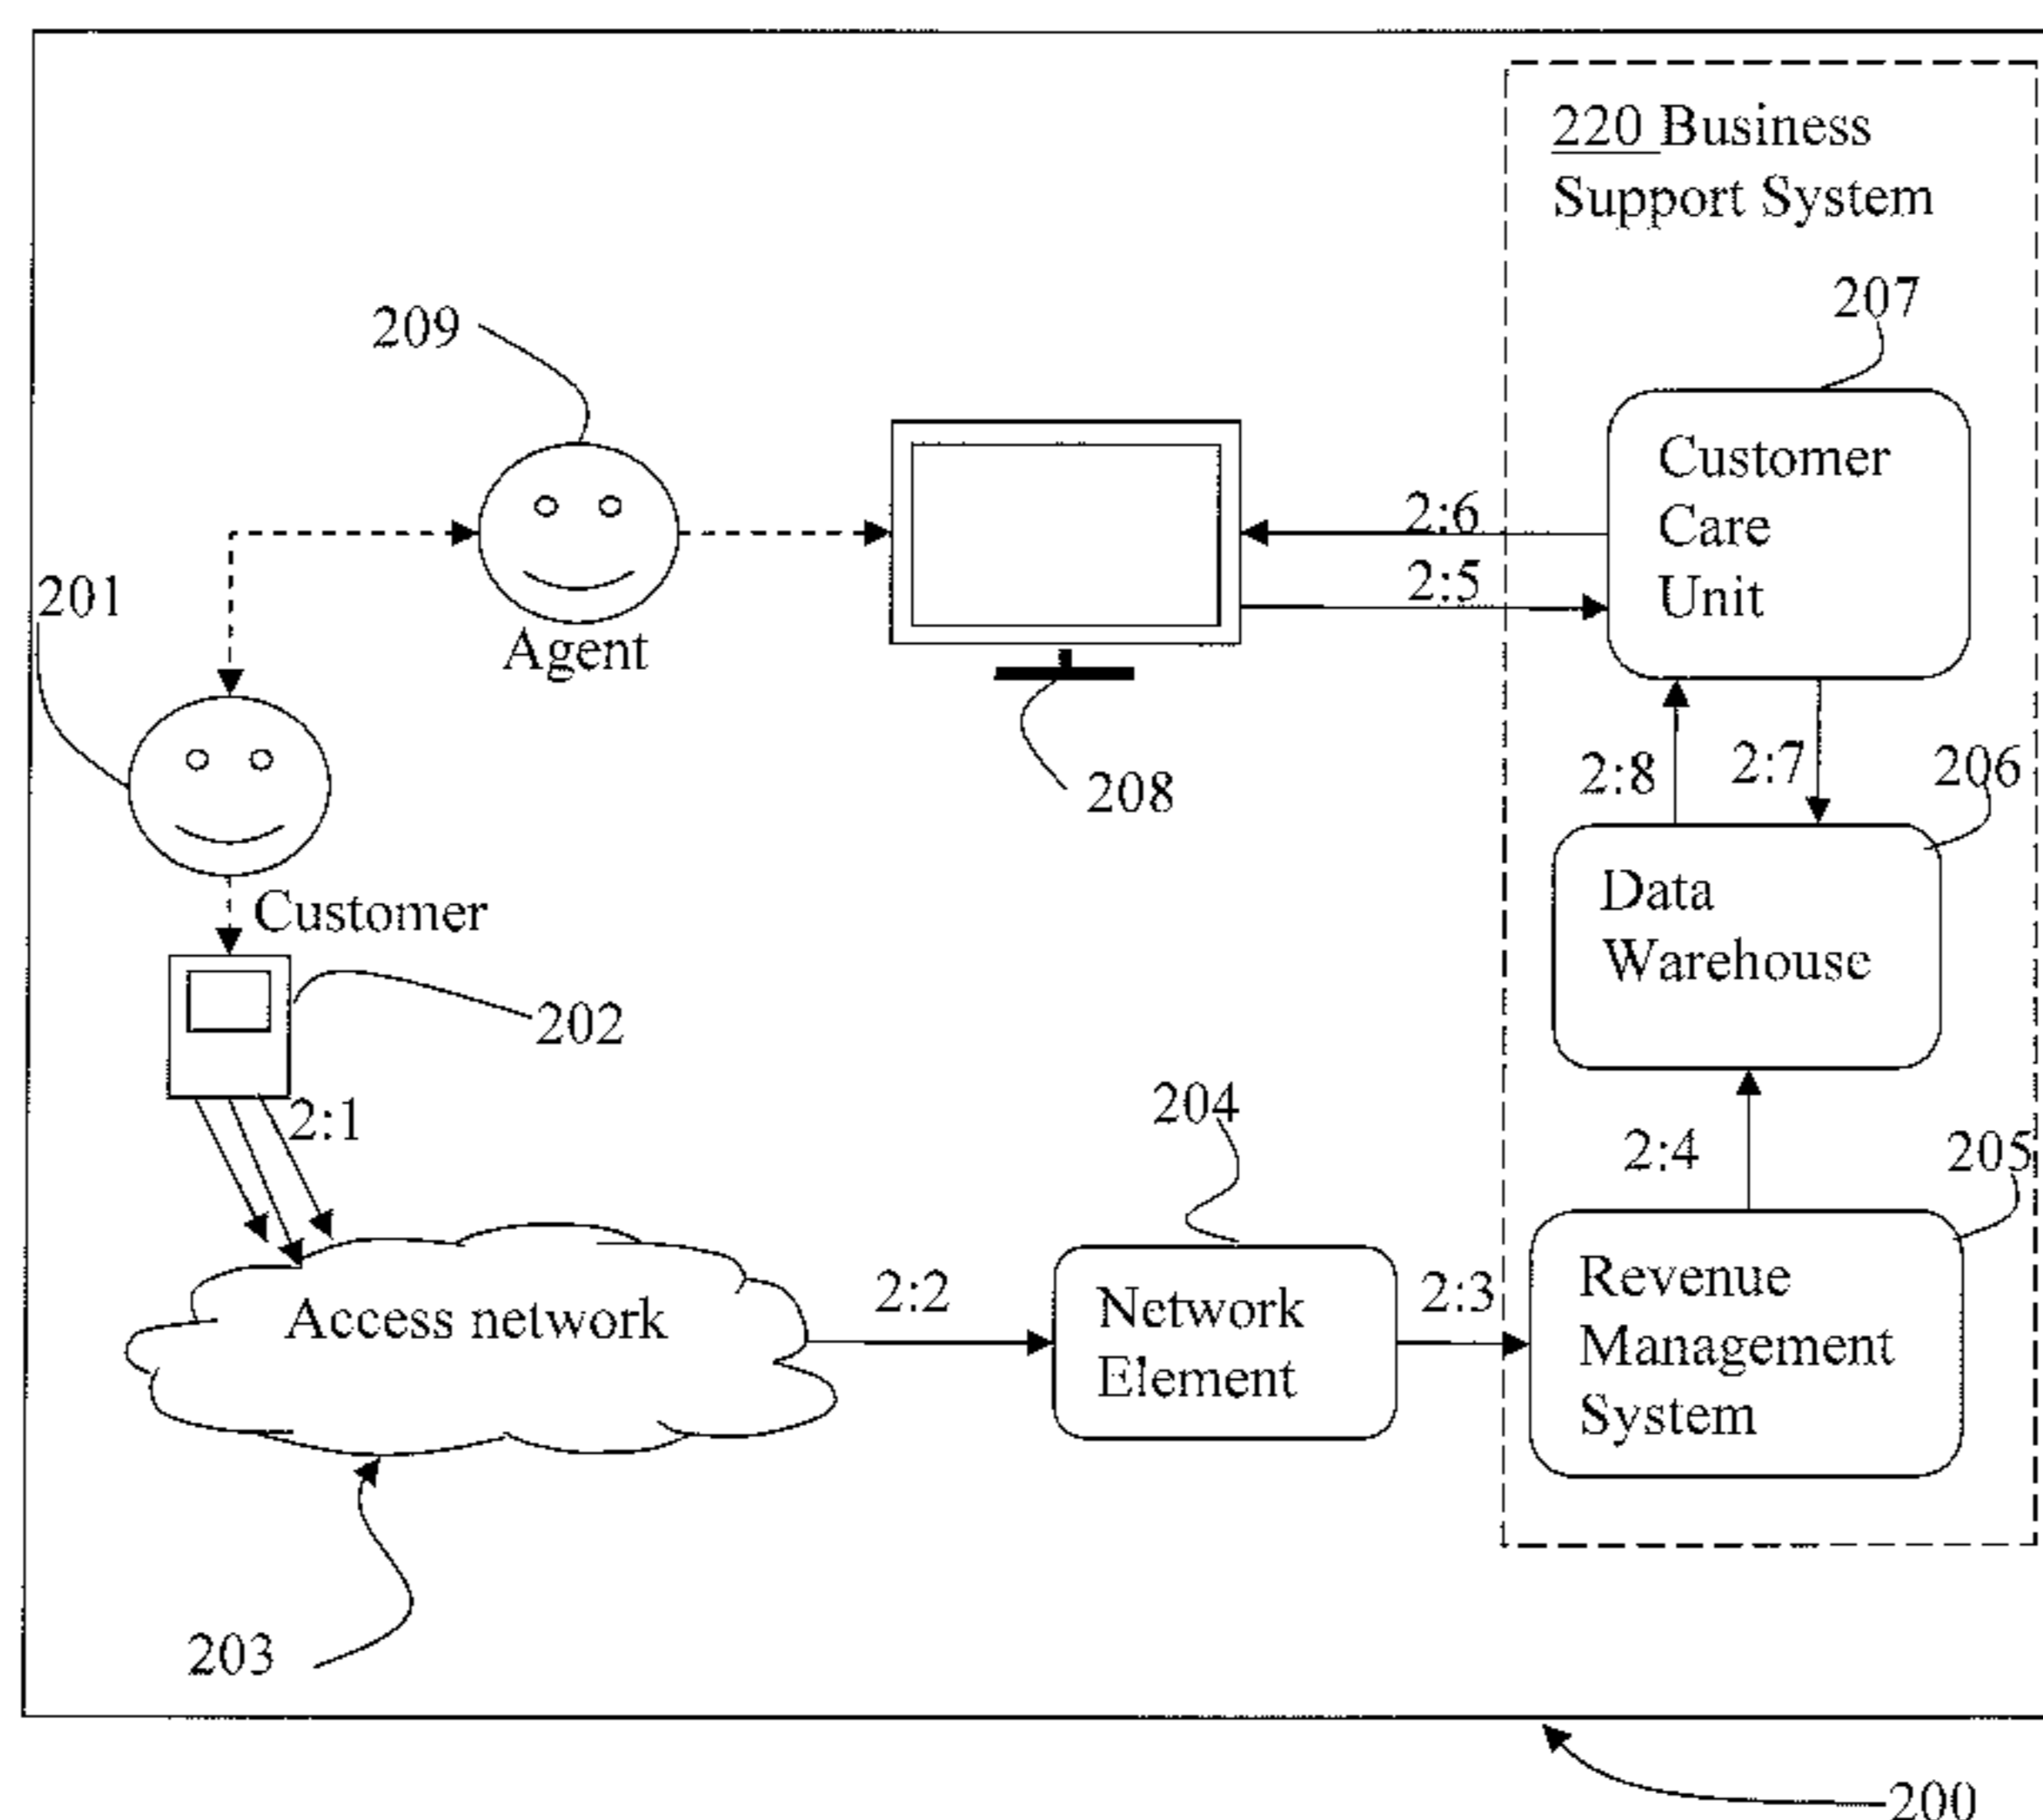 220 Business
Support System
207
209
Customer
Care
Unit
2:6
2:5
201
Agent
208
2:8
2:7
206
Data
Warehouse
Customer
202
2:1
204
2:4
205
Access network
2:2
Network
Element
2:3
Revenue
Management
System
203
200